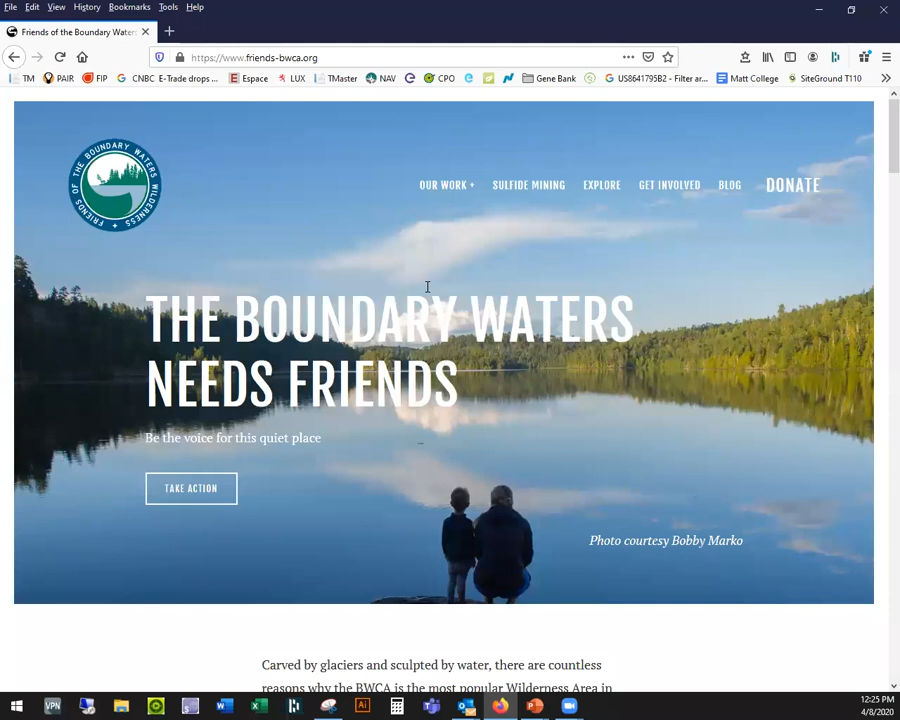 File Edit View History Bookmarks Tools Help
Friends of the Boundary Water
https://www.friends-bwca.org
TM PAIR FIP CNBC E-Trade drops ... Espace LUX TMaster NAV CPO Gene Bank US8641795B2 - Filter ar... Matt College SiteGround T110
FRIENDS OF THE BOUNDARY WATERS WILDERNESS
OUR WORK + SULFIDE MINING EXPLORE GET INVOLVED BLOG DONATE
THE BOUNDARY WATERS
NEEDS FRIENDS
Be the voice for this quiet place
TAKE ACTION
Photo courtesy Bobby Marko
Carved by glaciers and sculpted by water, there are countless
reasons why the BWCA is the most popular Wilderness Area in
VPN
12:25 PM
4/8/2020